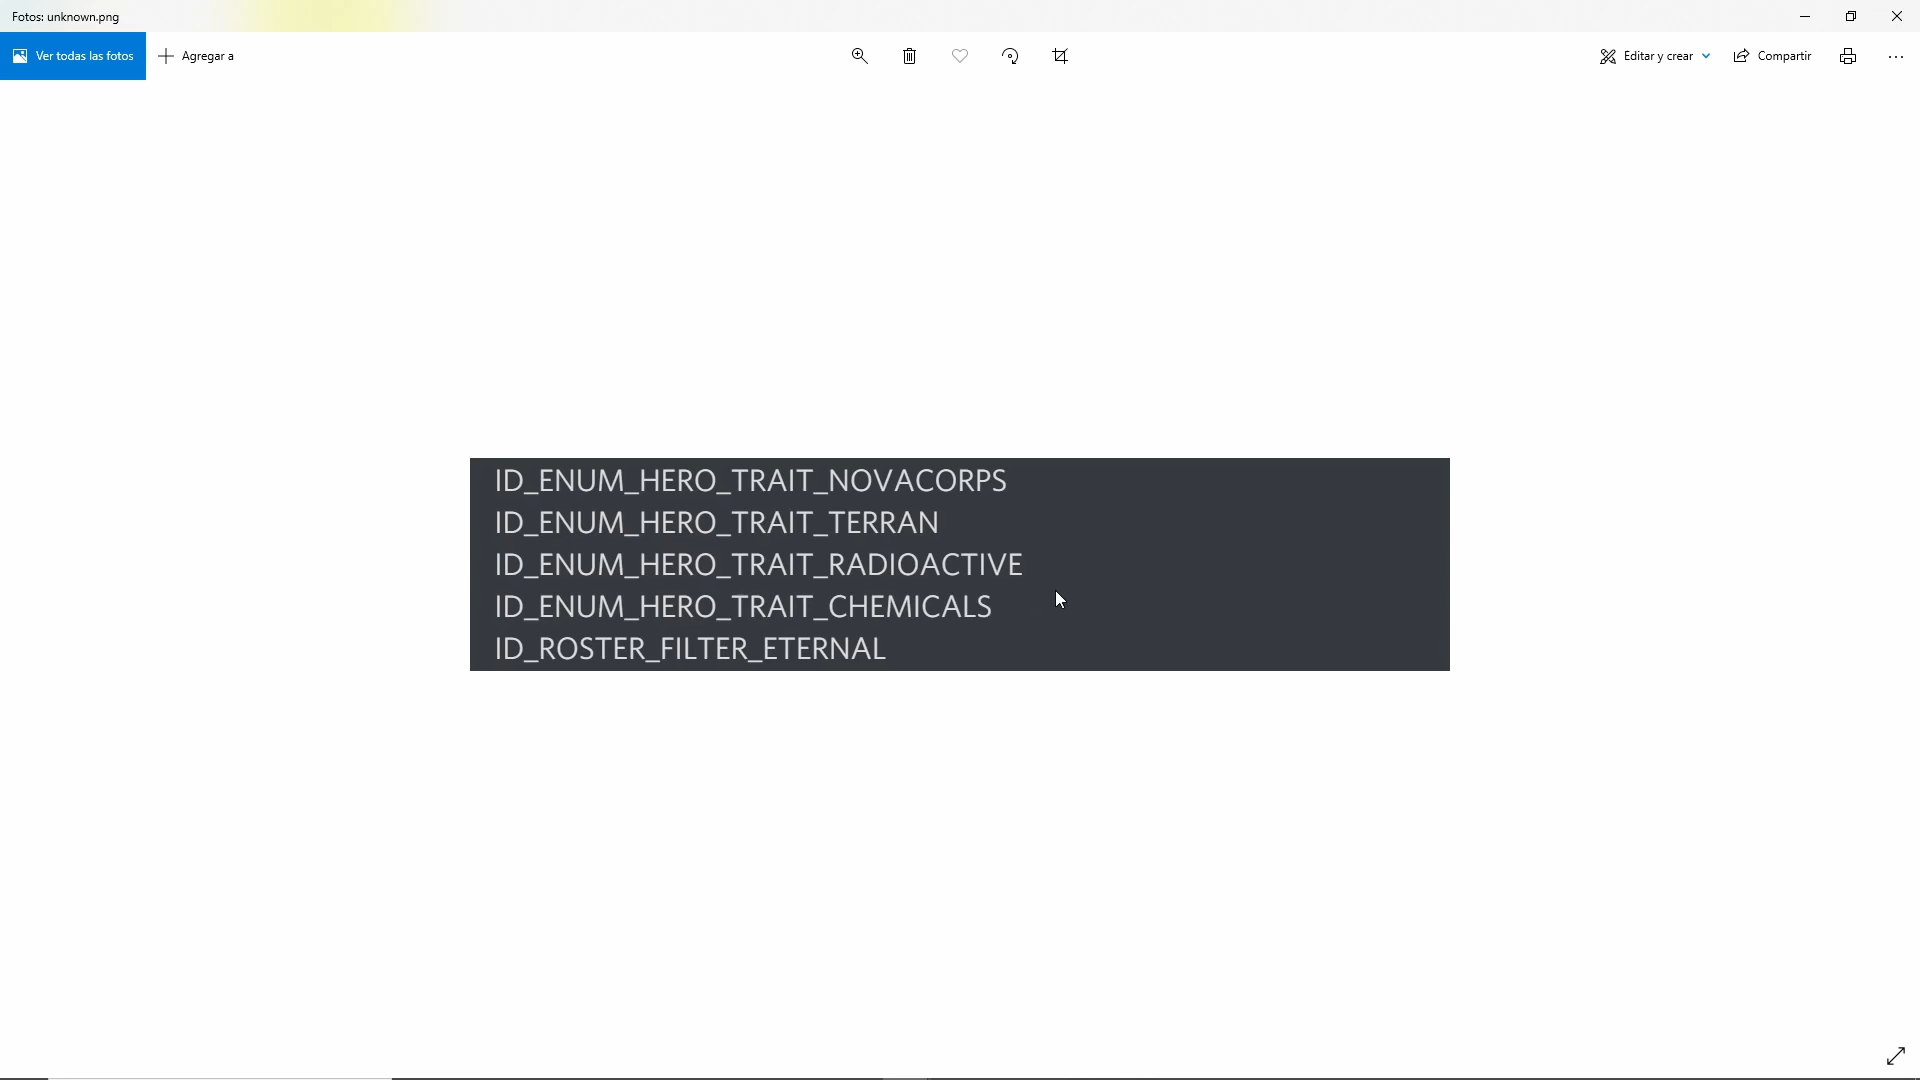 Fotos: unknown.png
Ver todas las fotos
Agregar a
Editar y crear
Compartir
ID_ENUM_HERO_TRAIT_NOVACORPS
ID_ENUM_HERO_TRAIT_TERRAN
ID_ENUM_HERO_TRAIT_RADIOACTIVE
ID_ENUM_HERO_TRAIT_CHEMICALS
ID_ROSTER_FILTER_ETERNAL